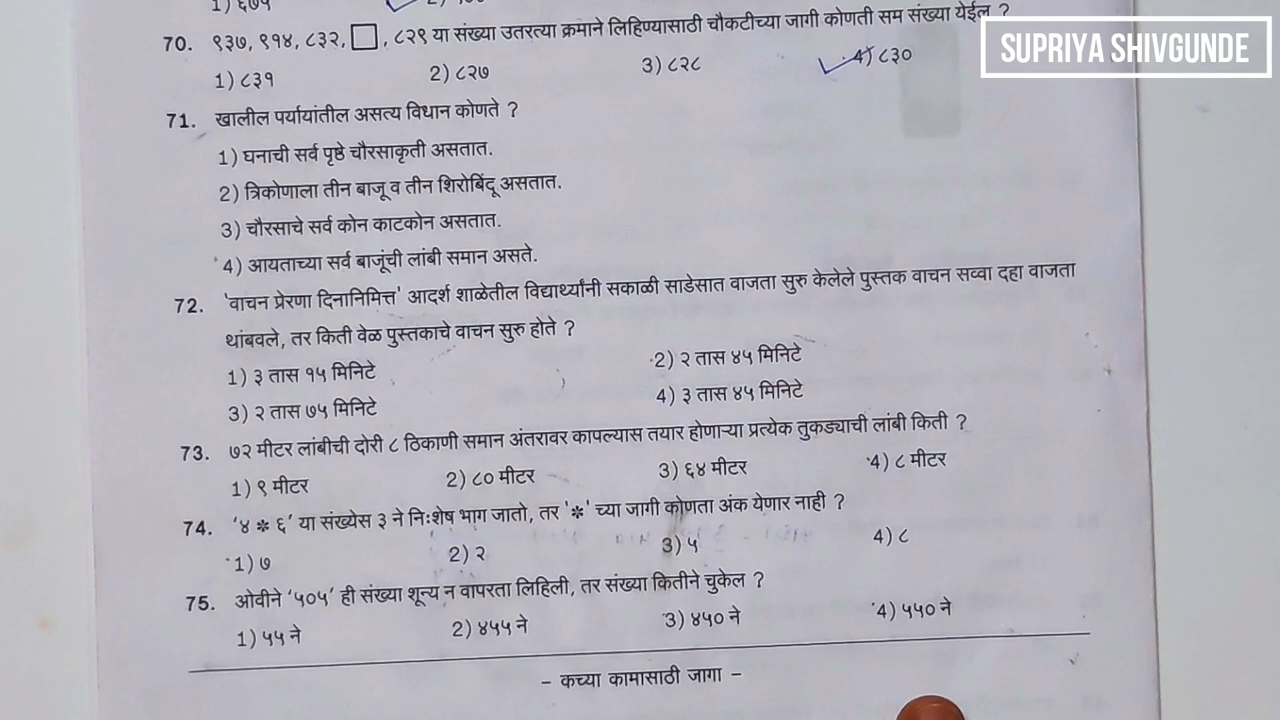 1) ६७५
70. ९३७, ९१४, ८३२, , ८२९ या संख्या उतरत्या क्रमाने लिहिण्यासाठी चौकटीच्या जागी कोणती सम संख्या येईल ?
SUPRIYA SHIVGUNDE
1) ८३१ 2) ८२७ 3) ८२८ 4) ८३०
71. खालील पर्यायांतील असत्य विधान कोणते ?
1) घनाची सर्व पृष्ठे चौरसाकृती असतात.
2) त्रिकोणाला तीन बाजू व तीन शिरोबिंदू असतात.
3) चौरसाचे सर्व कोन काटकोन असतात.
4) आयताच्या सर्व बाजूंची लांबी समान असते.
72. 'वाचन प्रेरणा दिनानिमित्त' आदर्श शाळेतील विद्यार्थ्यांनी सकाळी साडेसात वाजता सुरु केलेले पुस्तक वाचन सव्वा दहा वाजता
थांबवले, तर किती वेळ पुस्तकाचे वाचन सुरु होते ?
1) ३ तास १५ मिनिटे 2) २ तास ४५ मिनिटे
3) २ तास ७५ मिनिटे 4) ३ तास ४५ मिनिटे
73. ७२ मीटर लांबीची दोरी ८ ठिकाणी समान अंतरावर कापल्यास तयार होणाऱ्या प्रत्येक तुकड्याची लांबी किती ?
1) ९ मीटर 2) ८० मीटर 3) ६४ मीटर 4) ८ मीटर
74. '४ * ६' या संख्येस ३ ने निःशेष भाग जातो, तर '*' च्या जागी कोणता अंक येणार नाही ?
1) ७ 2) २ 3) ५ 4) ८
75. ओवीने '५०५' ही संख्या शून्य न वापरता लिहिली, तर संख्या कितीने चुकेल ?
1) ५५ ने 2) ४५५ ने 3) ४५० ने 4) ५५० ने
- कच्या कामासाठी जागा -